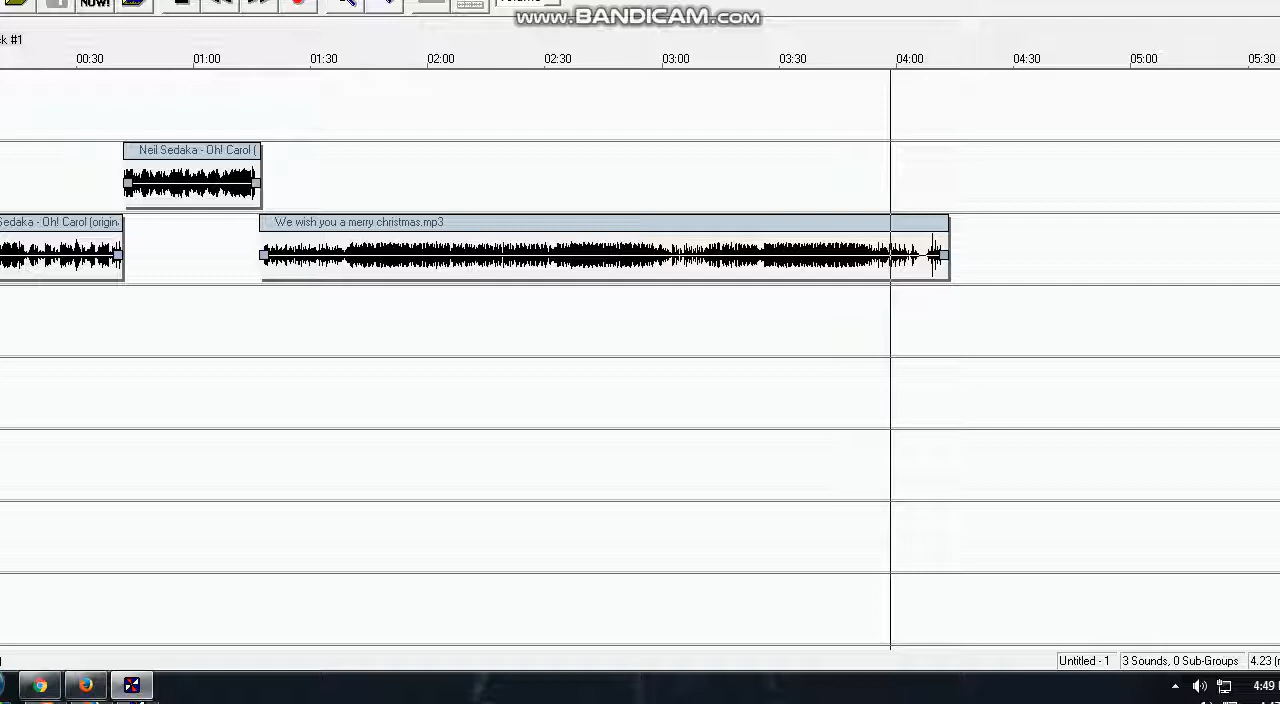 NOW!
www.BANDICAM.com
ck #1
00:30 01:00 01:30 02:00 02:30 03:00 03:30 04:00 04:30 05:00 05:30
Neil Sedaka - Oh! Carol (
Sedaka - Oh! Carol (origin
We wish you a merry christmas.mp3
Untitled - 1 3 Sounds, 0 Sub-Groups 4.23 (
4:49